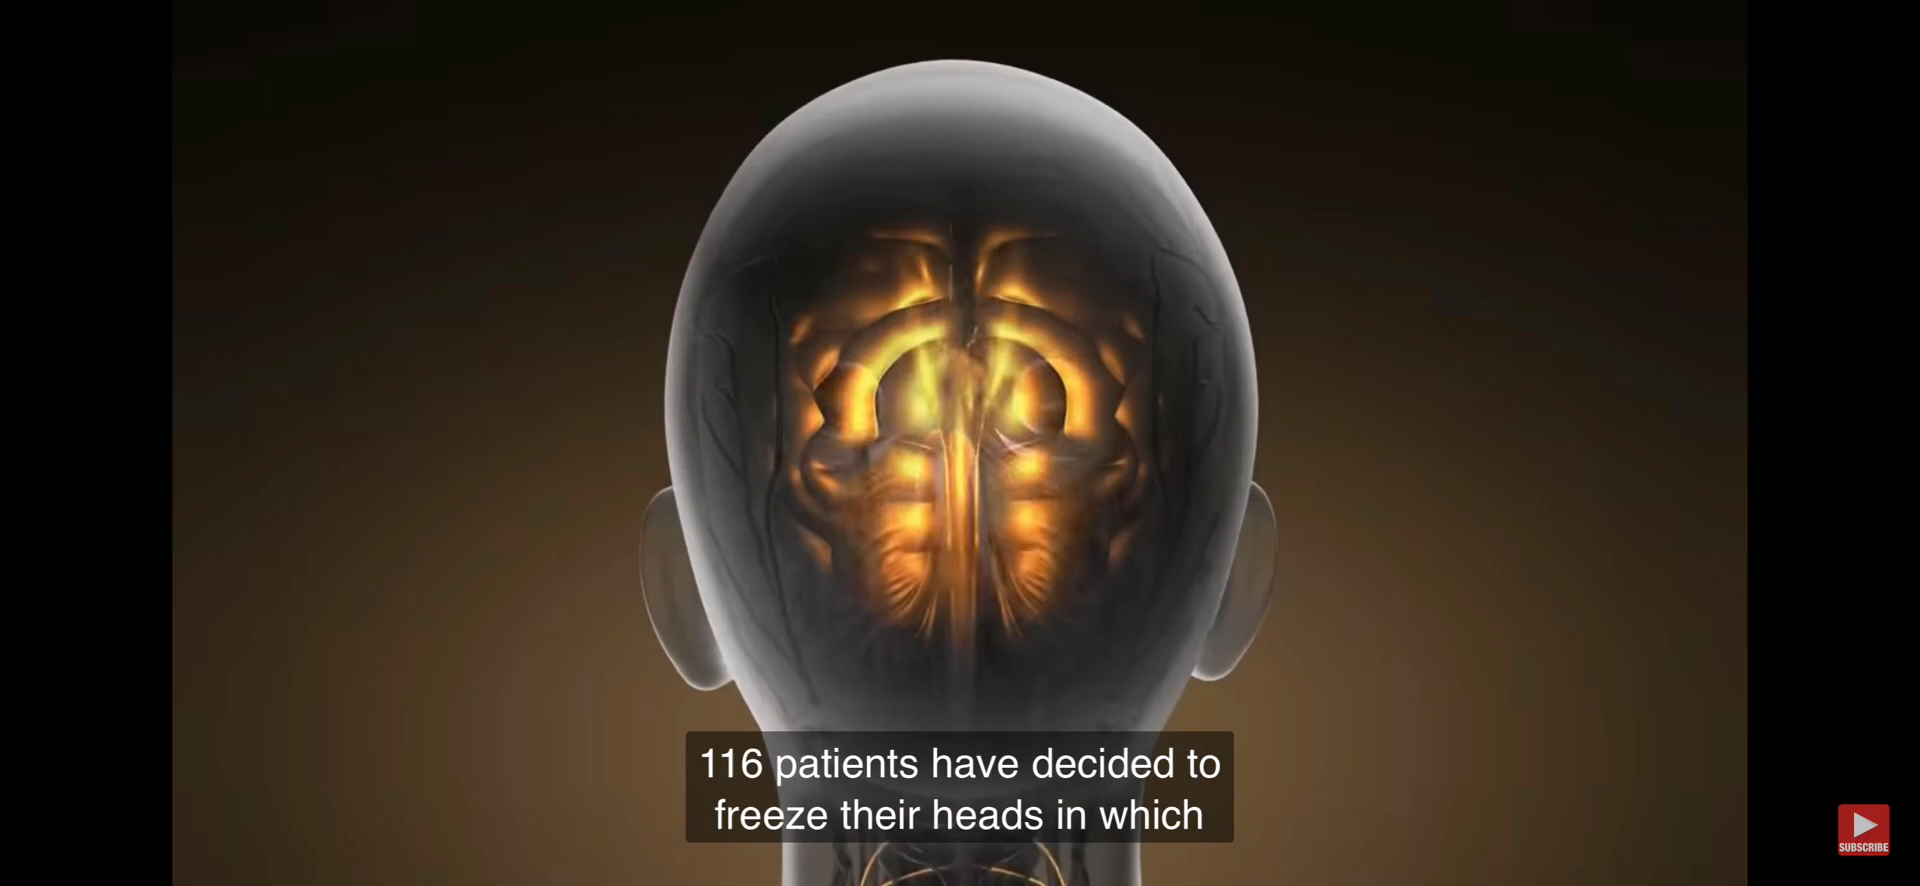 116 patients have decided to
freeze their heads in which
SUBSCRIBE